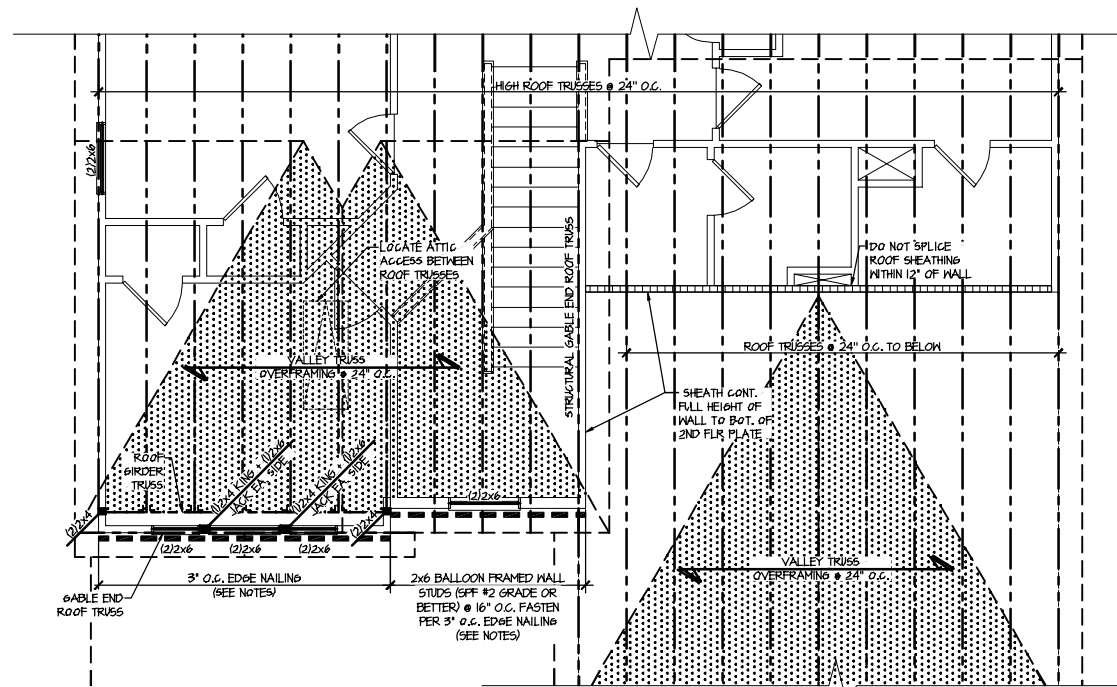 HIGH ROOF TRUSSES @ 24" O.C.
(2)2x6
LOCATE ATTIC
ACCESS BETWEEN
ROOF TRUSSES
STRUCTURAL GABLE END ROOF TRUSS
DO NOT SPLICE
ROOF SHEATHING
WITHIN 12" OF WALL
VALLEY TRUSS
OVERFRAMING @ 24" O.C.
ROOF TRUSSES @ 24" O.C. TO BELOW
SHEATH CONT.
FULL HEIGHT OF
WALL TO BOT. OF
2ND FLR PLATE
ROOF
GIRDER
TRUSS
(1)2x4 KING + (1)2x6
JACK EA. SIDE
(1)2x4 KING + (1)2x6
JACK EA. SIDE
(2)2x6
(2)2x4
(2)2x4
(2)2x6
(2)2x6
(2)2x6
3" O.C. EDGE NAILING
(SEE NOTES)
GABLE END
ROOF TRUSS
2x6 BALLOON FRAMED WALL
STUDS (SPF #2 GRADE OR
BETTER) @ 16" O.C. FASTEN
PER 3" O.C. EDGE NAILING
(SEE NOTES)
VALLEY TRUSS
OVERFRAMING @ 24" O.C.